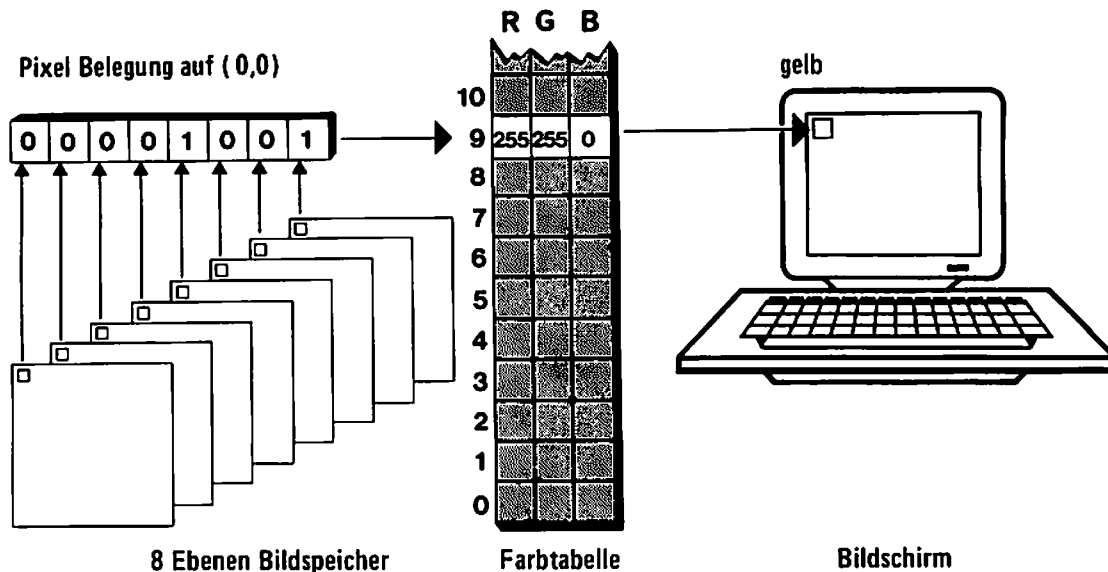 R G B
Pixel Belegung auf ( 0,0)
gelb
10
0 0 0 0 1 0 0 1
9 255 255 0
8
7
6
5
4
3
2
1
0
8 Ebenen Bildspeicher
Farbtabelle
Bildschirm